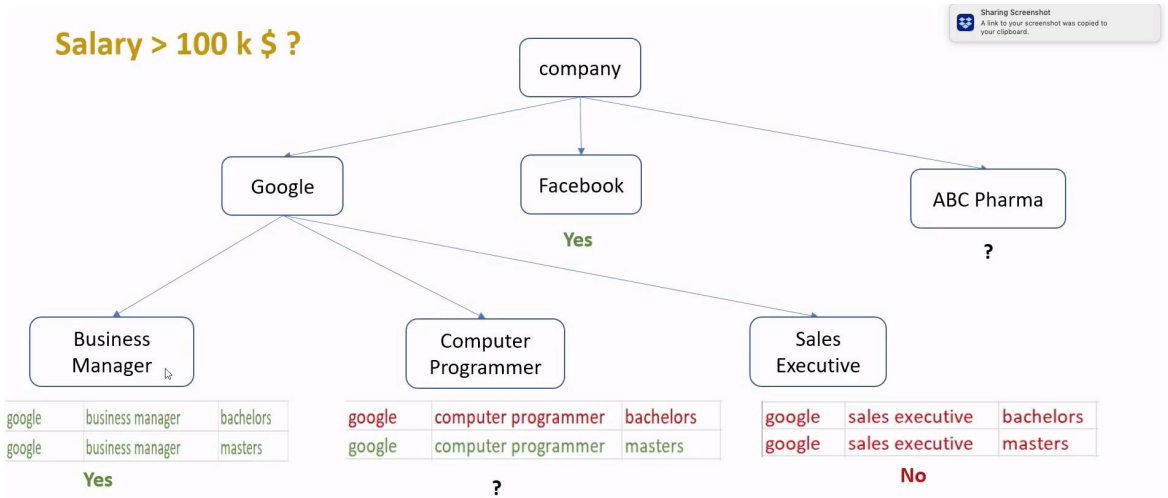 Salary > 100 k $ ?
Sharing Screenshot
A link to your screenshot was copied to
your clipboard.
company
Google
Facebook
ABC Pharma
Yes
?
Business
Manager
Computer
Programmer
Sales
Executive
google business manager bachelors
google business manager masters
Yes
google computer programmer bachelors
google computer programmer masters
?
google sales executive bachelors
google sales executive masters
No